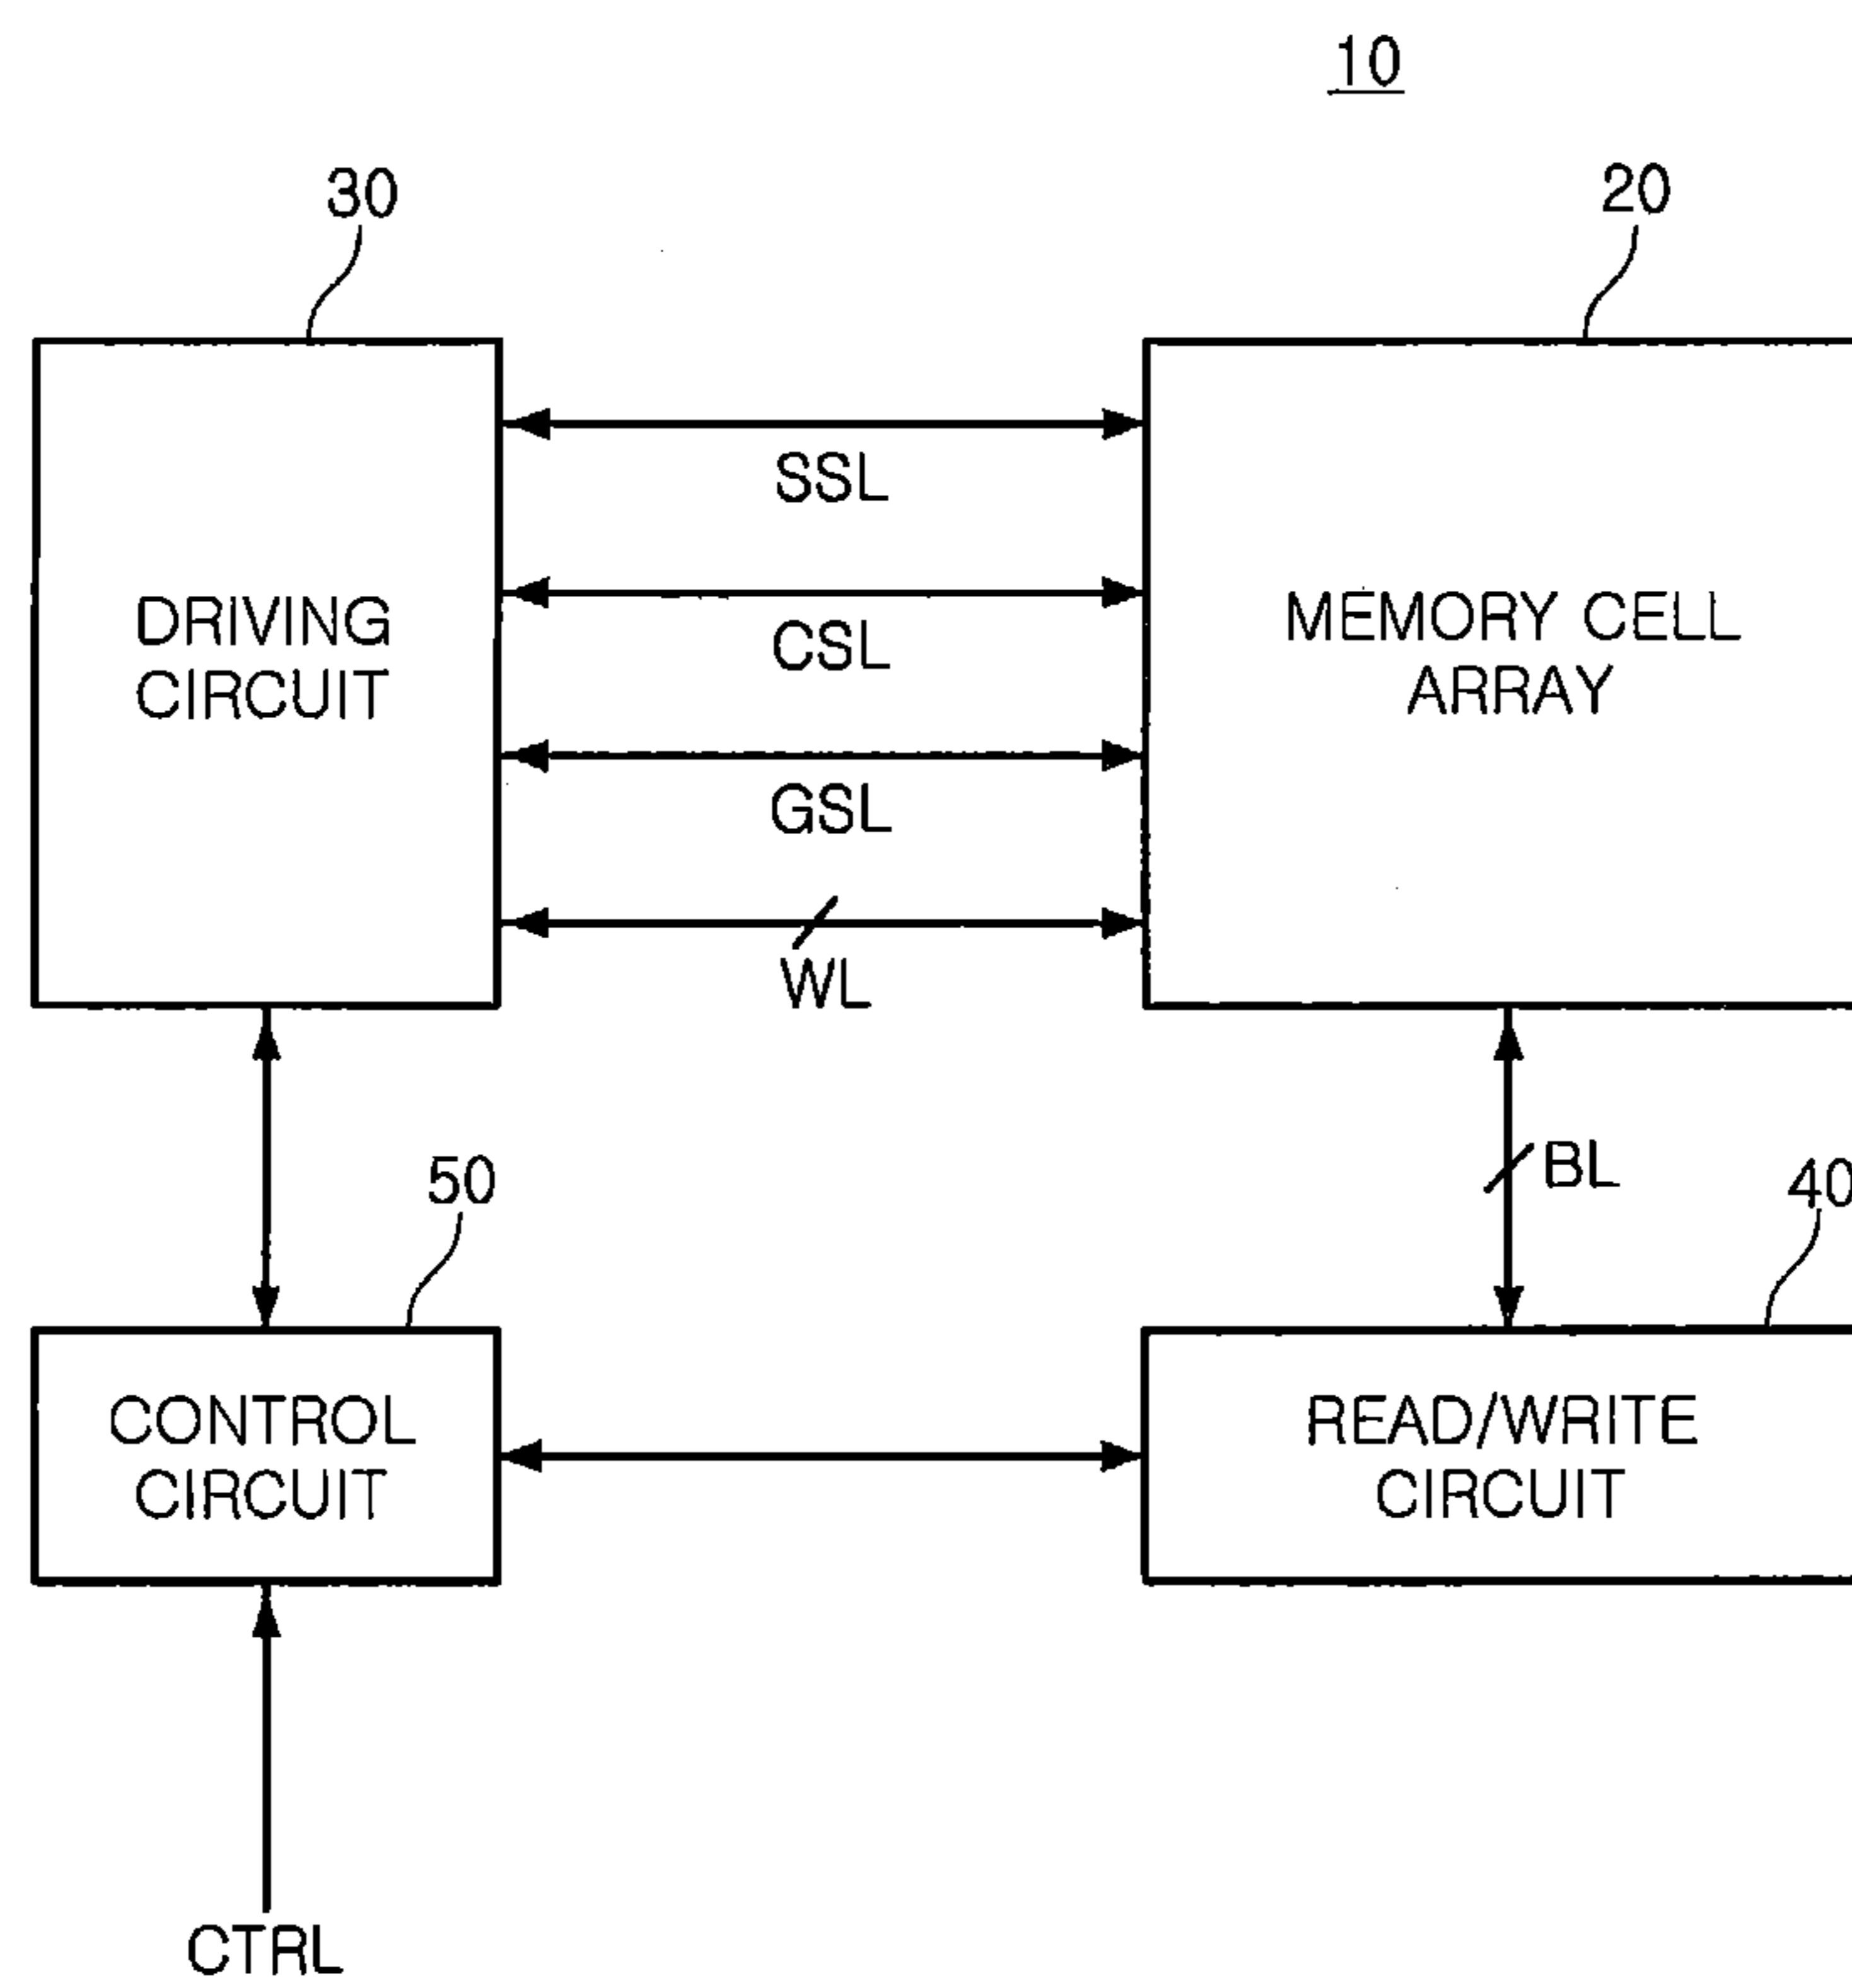 10
30
20
SSL
DRIVING
CIRCUIT
CSL
MEMORY CELL
ARRAY
GSL
WL
50
BL
40
CONTROL
CIRCUIT
READ/WRITE
CIRCUIT
CTRL